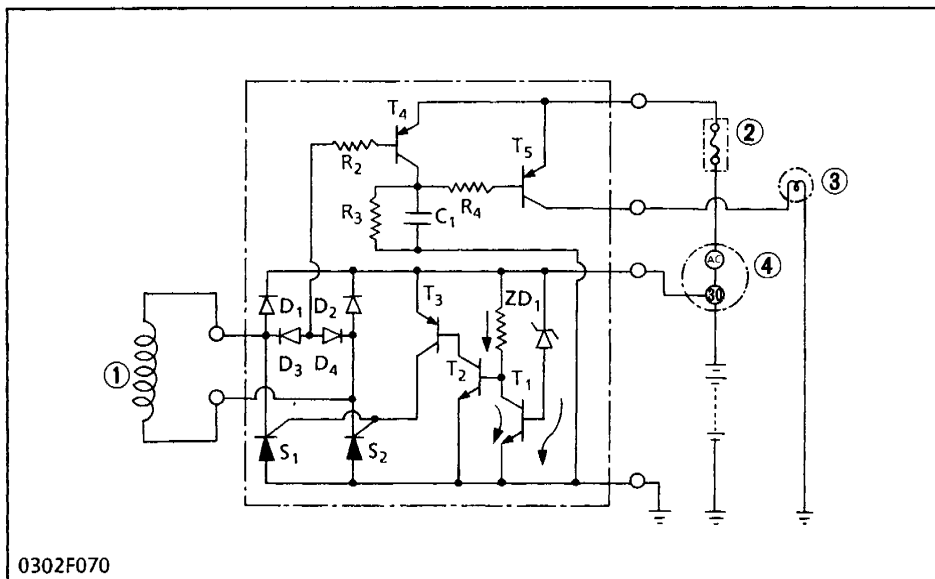 T4
②
T5
③
R2
R3
C1
R4
④
AC
T3
ZD1
30
D1
D2
①
D3
D4
T2
T1
S1
S2
0302F070